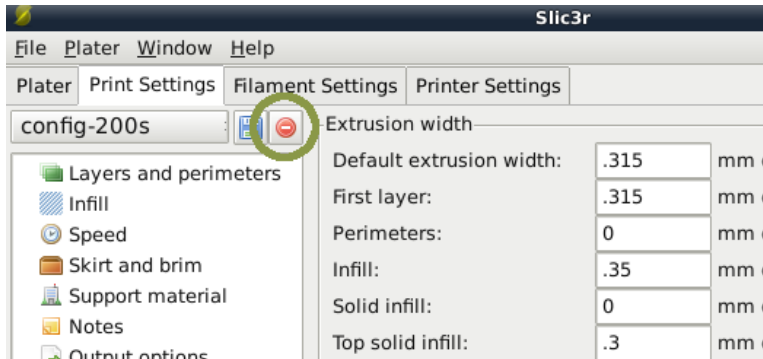 Slic3r
File Plater Window Help
Plater Print Settings Filament Settings Printer Settings
config-200s
Extrusion width
Default extrusion width: .315 mm
First layer: .315 mm
Perimeters: 0 mm
Infill: .35 mm
Solid infill: 0 mm
Top solid infill: .3 mm
Layers and perimeters
Infill
Speed
Skirt and brim
Support material
Notes
Output options